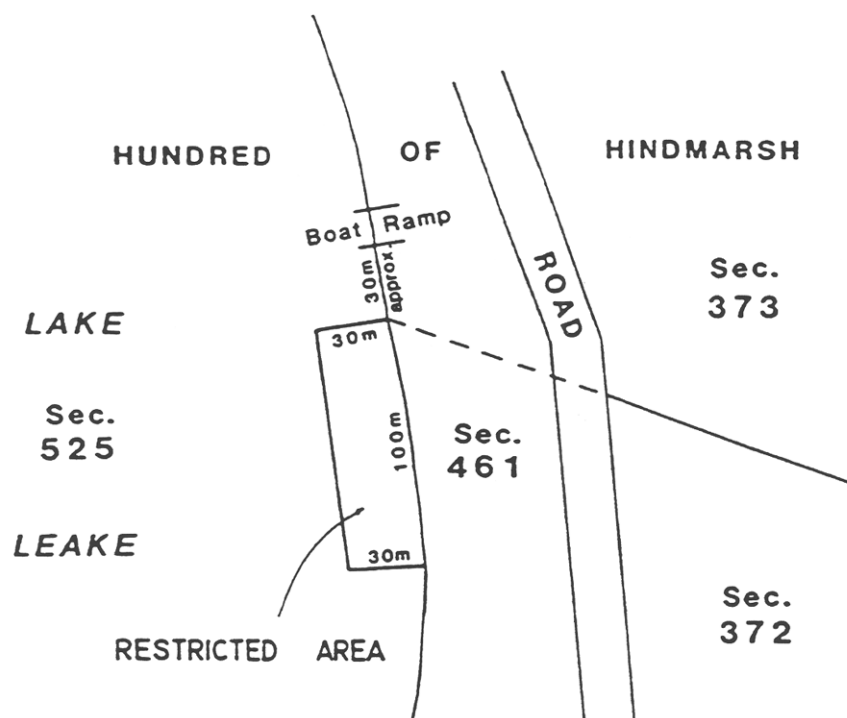 HUNDRED OF HINDMARSH
Boat Ramp
30m
approx.
ROAD
Sec.
373
LAKE
30m
Sec.
525
100m
Sec.
461
LEAKE
30m
Sec.
372
RESTRICTED AREA